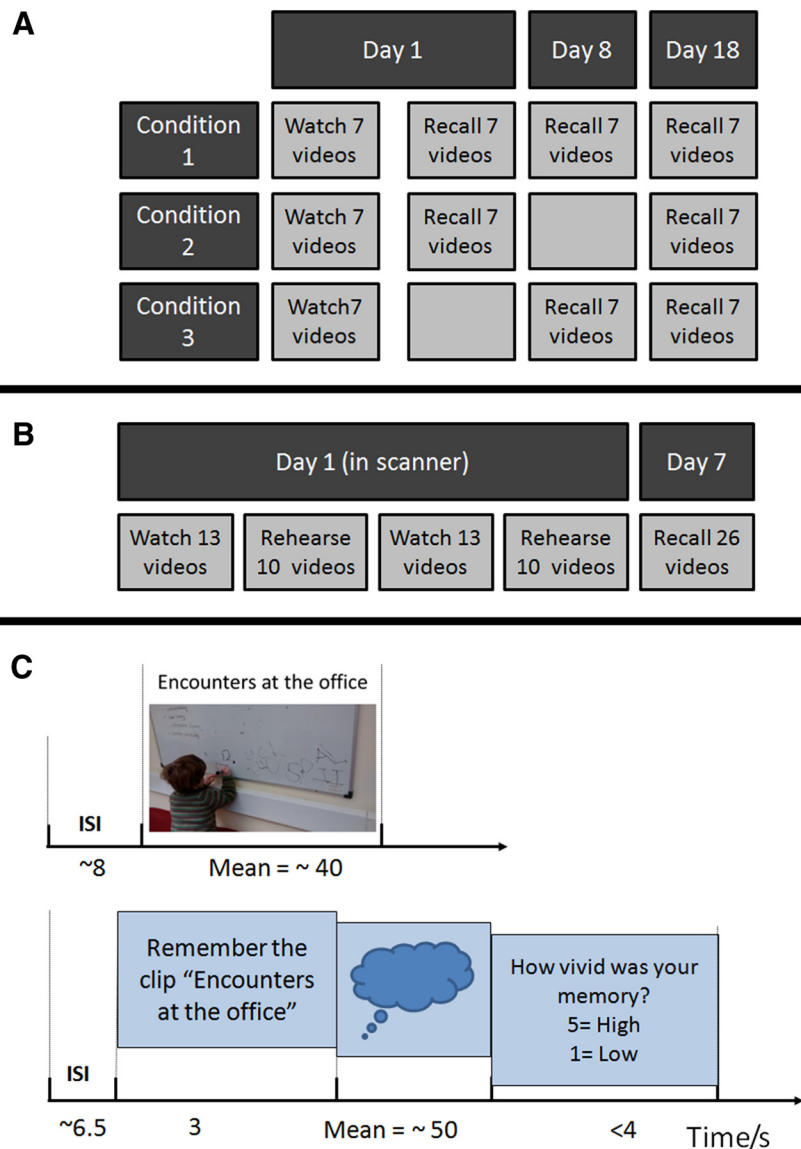 A
Day 1
Day 8
Day 18
Condition
1
Watch 7
videos
Recall 7
videos
Recall 7
videos
Recall 7
videos
Condition
2
Watch 7
videos
Recall 7
videos
Recall 7
videos
Condition
3
Watch7
videos
Recall 7
videos
Recall 7
videos
B
Day 1 (in scanner)
Day 7
Watch 13
videos
Rehearse
10 videos
Watch 13
videos
Rehearse
10 videos
Recall 26
videos
C
Encounters at the office
ISI
~8
Mean = ~ 40
Remember the
clip “Encounters
at the office”
How vivid was your
memory?
5= High
1= Low
ISI
~6.5
3
Mean = ~ 50
<4
Time/s